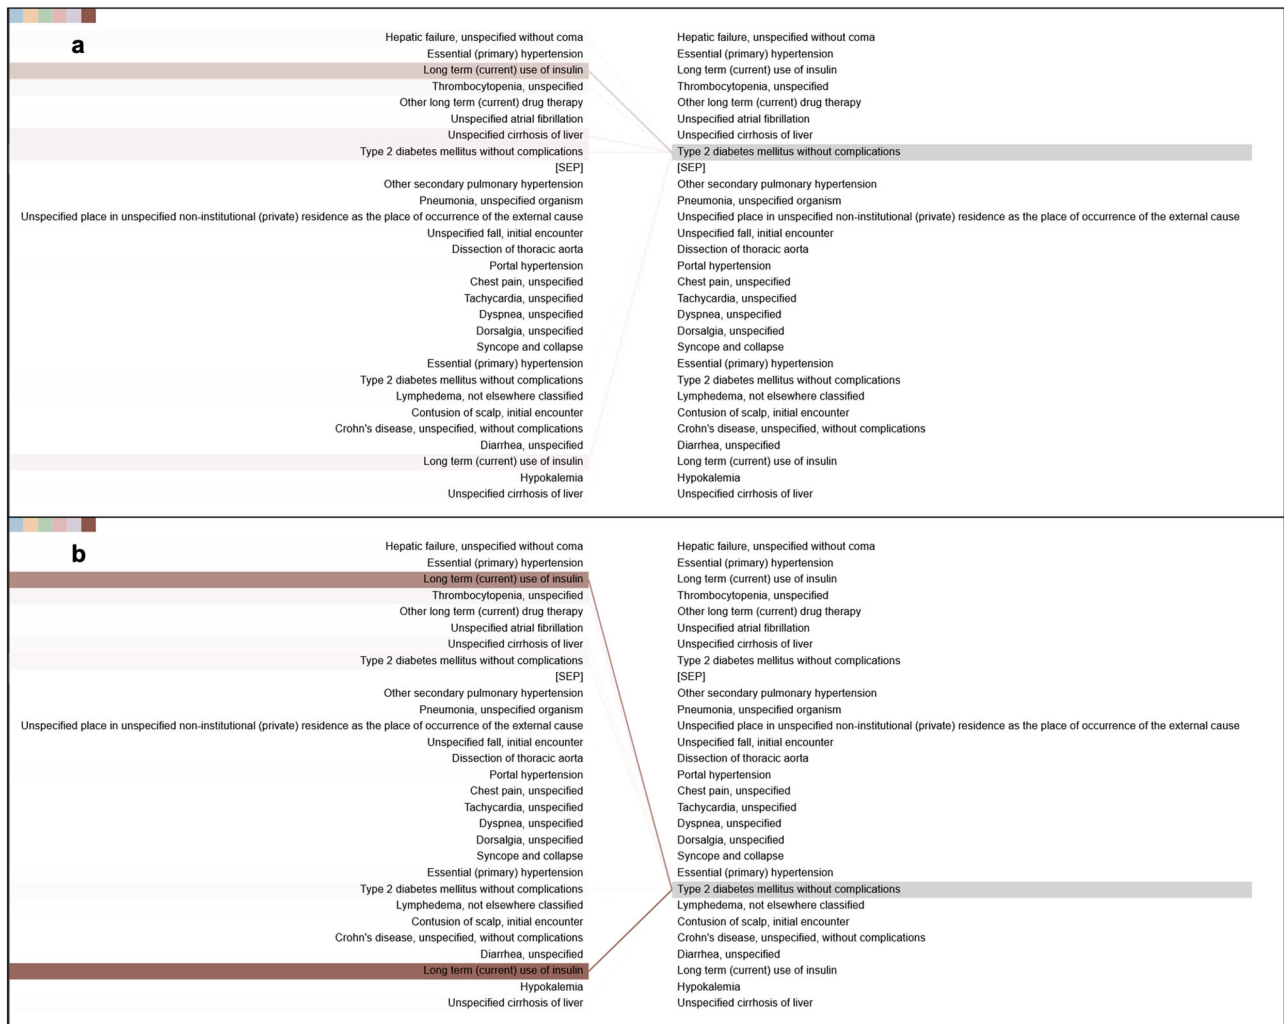 a
Hepatic failure, unspecified without coma Hepatic failure, unspecified without coma
Essential (primary) hypertension Essential (primary) hypertension
Long term (current) use of insulin Long term (current) use of insulin
Thrombocytopenia, unspecified Thrombocytopenia, unspecified
Other long term (current) drug therapy Other long term (current) drug therapy
Unspecified atrial fibrillation Unspecified atrial fibrillation
Unspecified cirrhosis of liver Unspecified cirrhosis of liver
Type 2 diabetes mellitus without complications Type 2 diabetes mellitus without complications
[SEP] [SEP]
Other secondary pulmonary hypertension Other secondary pulmonary hypertension
Pneumonia, unspecified organism Pneumonia, unspecified organism
Unspecified place in unspecified non-institutional (private) residence as the place of occurrence of the external cause Unspecified place in unspecified non-institutional (private) residence as the place of occurrence of the external cause
Unspecified fall, initial encounter Unspecified fall, initial encounter
Dissection of thoracic aorta Dissection of thoracic aorta
Portal hypertension Portal hypertension
Chest pain, unspecified Chest pain, unspecified
Tachycardia, unspecified Tachycardia, unspecified
Dyspnea, unspecified Dyspnea, unspecified
Dorsalgia, unspecified Dorsalgia, unspecified
Syncope and collapse Syncope and collapse
Essential (primary) hypertension Essential (primary) hypertension
Type 2 diabetes mellitus without complications Type 2 diabetes mellitus without complications
Lymphedema, not elsewhere classified Lymphedema, not elsewhere classified
Contusion of scalp, initial encounter Contusion of scalp, initial encounter
Crohn's disease, unspecified, without complications Crohn's disease, unspecified, without complications
Diarrhea, unspecified Diarrhea, unspecified
Long term (current) use of insulin Long term (current) use of insulin
Hypokalemia Hypokalemia
Unspecified cirrhosis of liver Unspecified cirrhosis of liver
b
Hepatic failure, unspecified without coma Hepatic failure, unspecified without coma
Essential (primary) hypertension Essential (primary) hypertension
Long term (current) use of insulin Long term (current) use of insulin
Thrombocytopenia, unspecified Thrombocytopenia, unspecified
Other long term (current) drug therapy Other long term (current) drug therapy
Unspecified atrial fibrillation Unspecified atrial fibrillation
Unspecified cirrhosis of liver Unspecified cirrhosis of liver
Type 2 diabetes mellitus without complications Type 2 diabetes mellitus without complications
[SEP] [SEP]
Other secondary pulmonary hypertension Other secondary pulmonary hypertension
Pneumonia, unspecified organism Pneumonia, unspecified organism
Unspecified place in unspecified non-institutional (private) residence as the place of occurrence of the external cause Unspecified place in unspecified non-institutional (private) residence as the place of occurrence of the external cause
Unspecified fall, initial encounter Unspecified fall, initial encounter
Dissection of thoracic aorta Dissection of thoracic aorta
Portal hypertension Portal hypertension
Chest pain, unspecified Chest pain, unspecified
Tachycardia, unspecified Tachycardia, unspecified
Dyspnea, unspecified Dyspnea, unspecified
Dorsalgia, unspecified Dorsalgia, unspecified
Syncope and collapse Syncope and collapse
Essential (primary) hypertension Essential (primary) hypertension
Type 2 diabetes mellitus without complications Type 2 diabetes mellitus without complications
Lymphedema, not elsewhere classified Lymphedema, not elsewhere classified
Contusion of scalp, initial encounter Contusion of scalp, initial encounter
Crohn's disease, unspecified, without complications Crohn's disease, unspecified, without complications
Diarrhea, unspecified Diarrhea, unspecified
Long term (current) use of insulin Long term (current) use of insulin
Hypokalemia Hypokalemia
Unspecified cirrhosis of liver Unspecified cirrhosis of liver